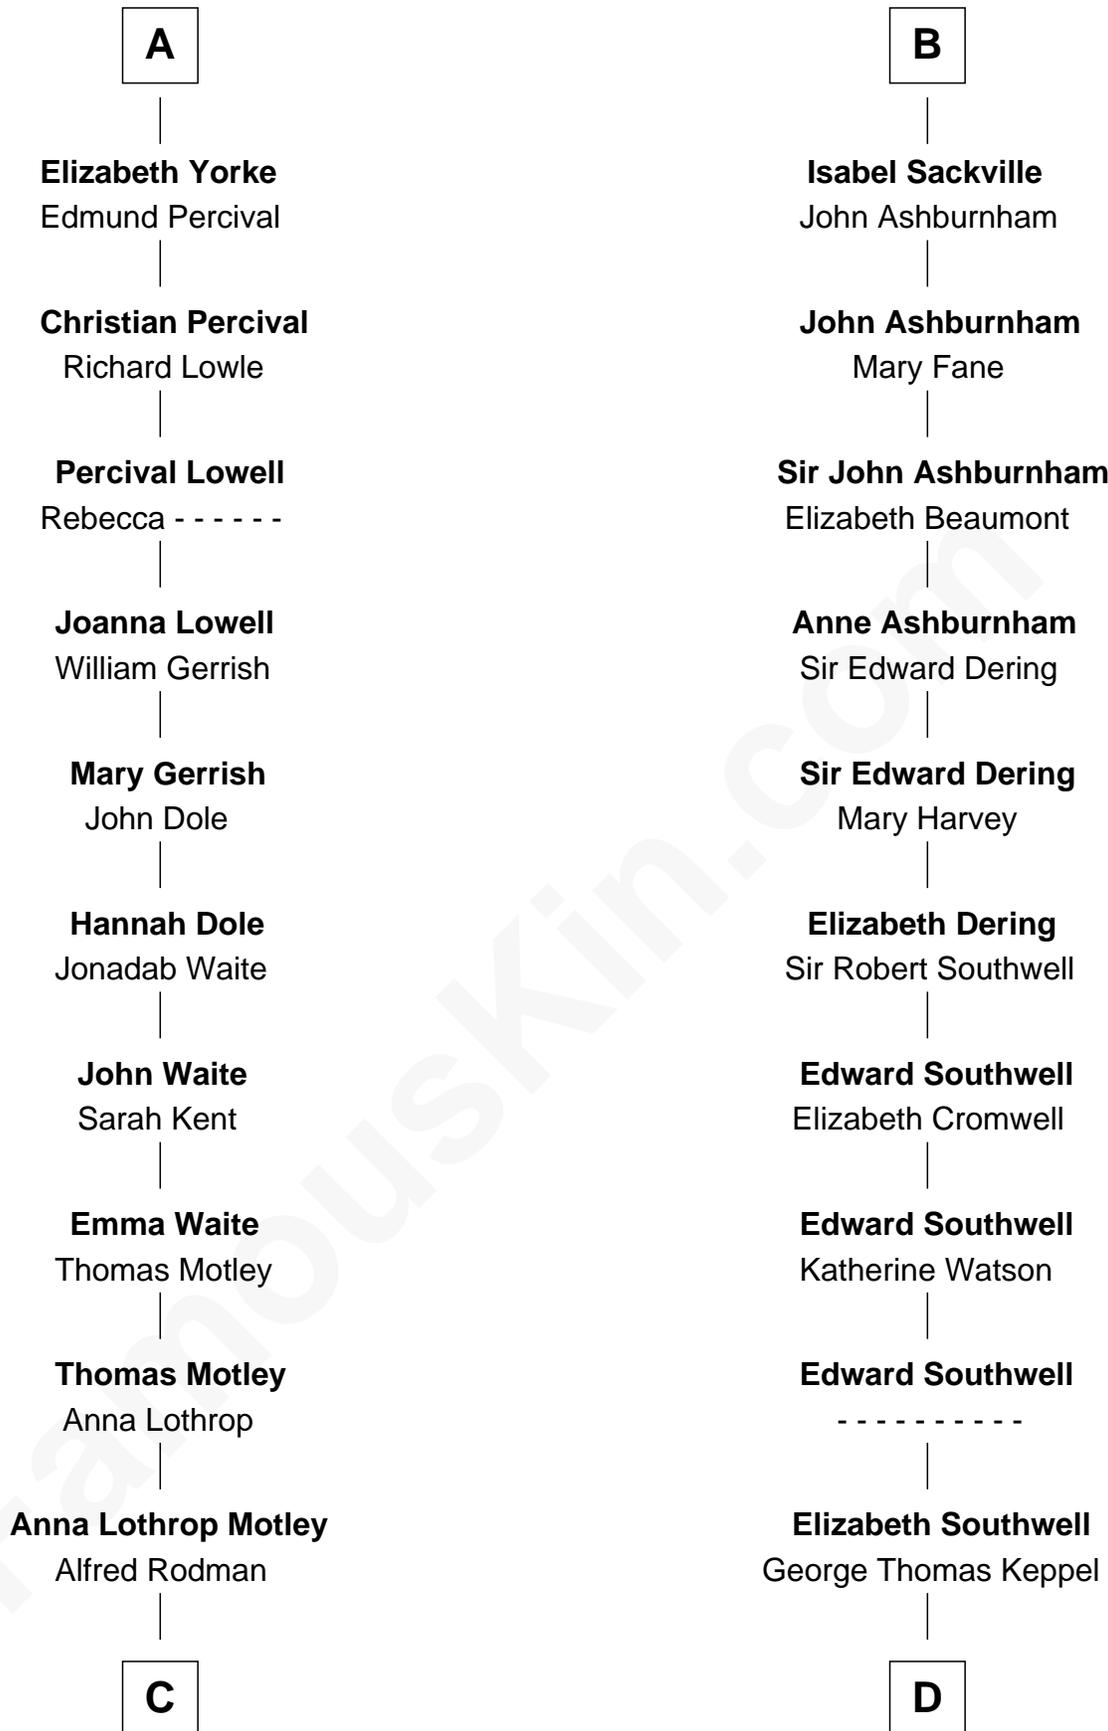 A
B
Elizabeth Yorke
Edmund Percival
Isabel Sackville
John Ashburnham
Christian Percival
Richard Lowle
John Ashburnham
Mary Fane
Percival Lowell
Rebecca - - - - - -
Sir John Ashburnham
Elizabeth Beaumont
Joanna Lowell
William Gerrish
Anne Ashburnham
Sir Edward Dering
Mary Gerrish
John Dole
Sir Edward Dering
Mary Harvey
Hannah Dole
Jonadab Waite
Elizabeth Dering
Sir Robert Southwell
John Waite
Sarah Kent
Edward Southwell
Elizabeth Cromwell
Emma Waite
Thomas Motley
Edward Southwell
Katherine Watson
Thomas Motley
Anna Lothrop
Edward Southwell
- - - - - - - - - -
Anna Lothrop Motley
Alfred Rodman
Elizabeth Southwell
George Thomas Keppel
C
D
FamousKin.com